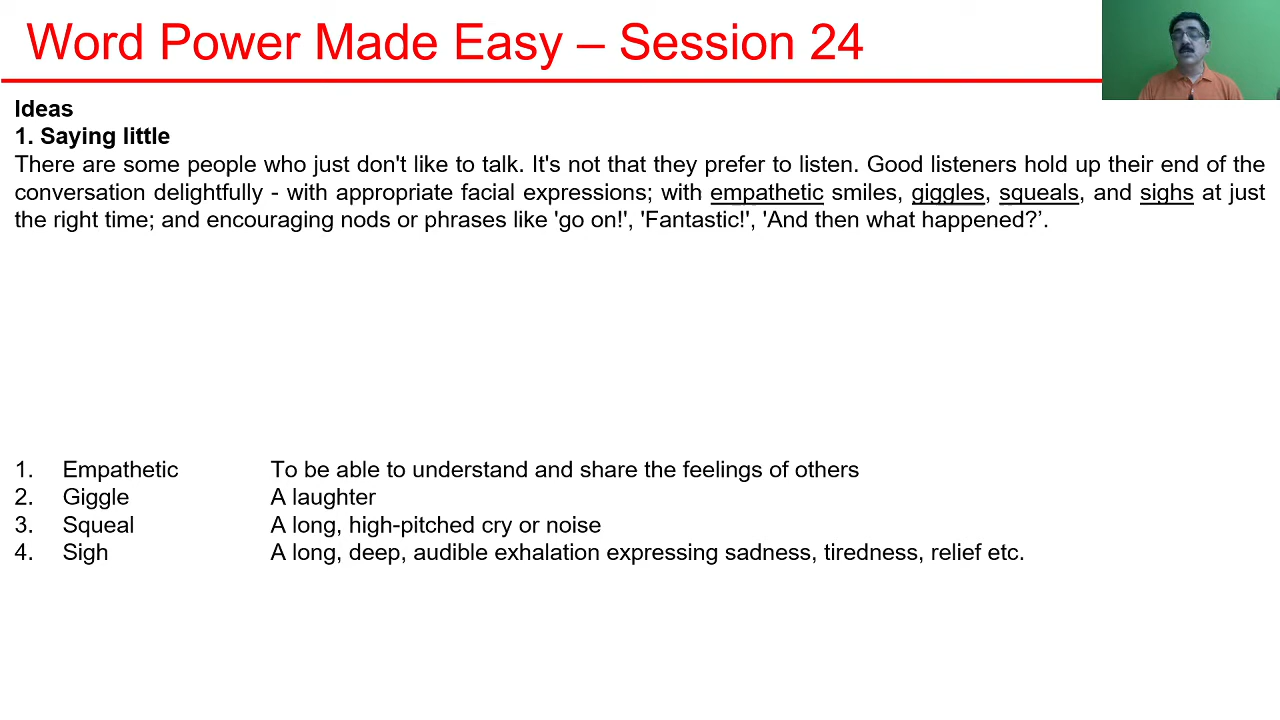 Word Power Made Easy – Session 24
Ideas
1. Saying little
There are some people who just don't like to talk. It's not that they prefer to listen. Good listeners hold up their end of the
conversation delightfully - with appropriate facial expressions; with empathetic smiles, giggles, squeals, and sighs at just
the right time; and encouraging nods or phrases like 'go on!', 'Fantastic!', 'And then what happened?’.
1. Empathetic To be able to understand and share the feelings of others
2. Giggle A laughter
3. Squeal A long, high-pitched cry or noise
4. Sigh A long, deep, audible exhalation expressing sadness, tiredness, relief etc.